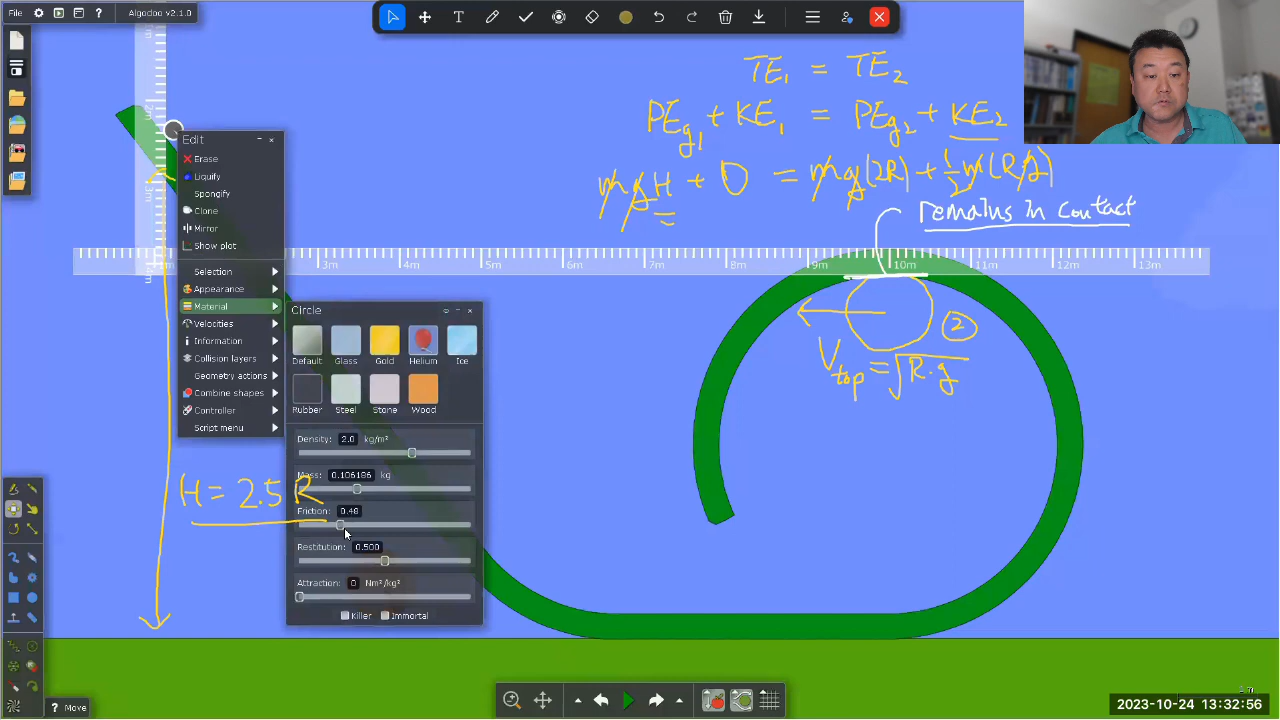 File Algodoo v2.1.0
TE₁ = TE₂
PEg₁ + KE₁ = PEg₂ + KE₂
mgH + 0 = mg(2R) + ½m(Rg)
remains in contact
2m
3m
4m
1m 3m 4m 5m 6m 7m 8m 9m 10m 11m 12m 13m
2
Vtop = √R·g
H = 2.5 R
Edit
Erase
Liquify
Spongify
Clone
Mirror
Show plot
Selection
Appearance
Material
Velocities
Information
Collision layers
Geometry actions
Combine shapes
Controller
Script menu
Circle
Default Glass Gold Helium Ice
Rubber Steel Stone Wood
Density: 2.0 kg/m²
Mass: 0.106186 kg
Friction: 0.48
Restitution: 0.500
Attraction: 0 Nm²/kg²
Killer Immortal
? Move
2023-10-24 13:32:56